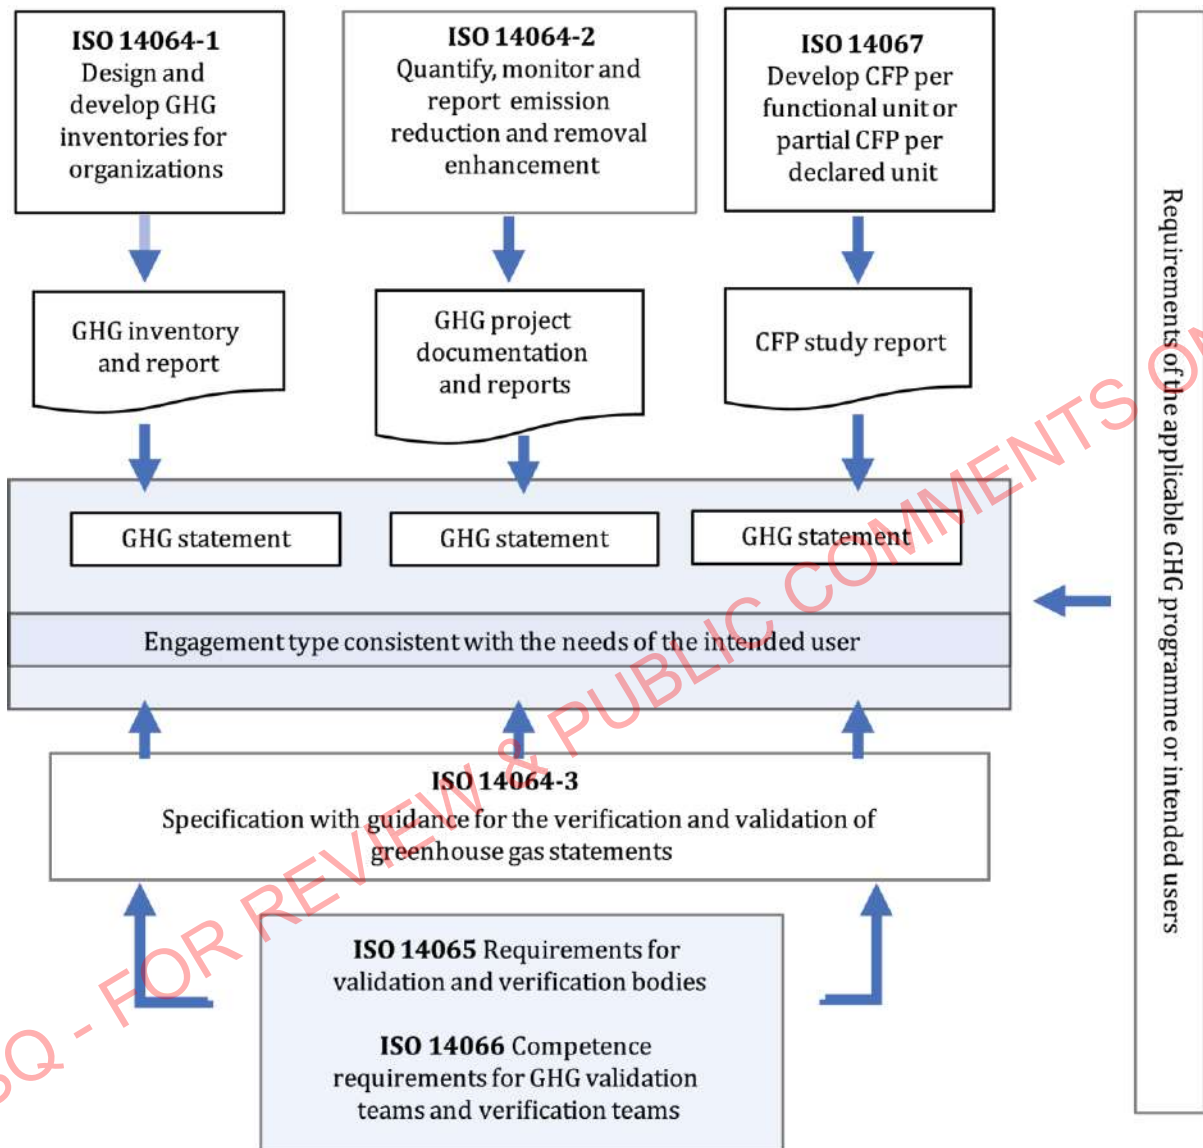 ISO 14064-1
Design and
develop GHG
inventories for
organizations
ISO 14064-2
Quantify, monitor and
report emission
reduction and removal
enhancement
ISO 14067
Develop CFP per
functional unit or
partial CFP per
declared unit
GHG inventory
and report
GHG project
documentation
and reports
CFP study report
GHG statement
GHG statement
GHG statement
Engagement type consistent with the needs of the intended user
ISO 14064-3
Specification with guidance for the verification and validation of
greenhouse gas statements
ISO 14065 Requirements for
validation and verification bodies
ISO 14066 Competence
requirements for GHG validation
teams and verification teams
Requirements of the applicable GHG programme or intended users
- FOR REVIEW & PUBLIC COMMENTS